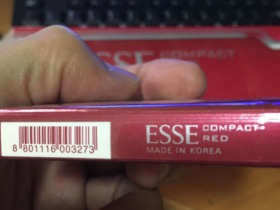 ESSE COMPACT
ESSE COMPACT+
RED
MADE IN KOREA
8 801116 003273